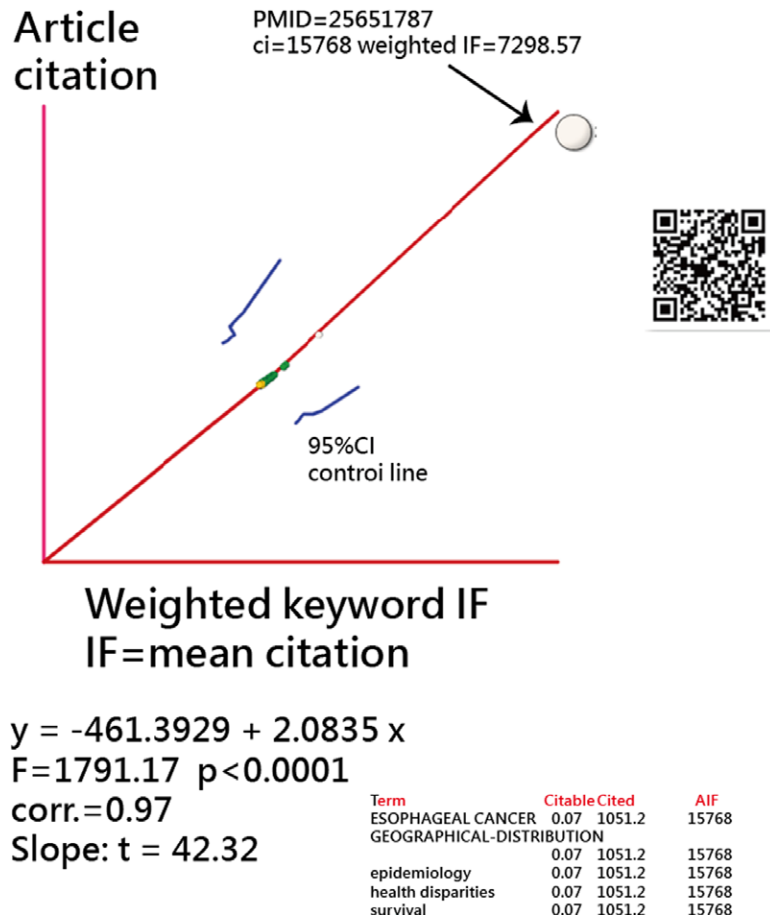 Article
citation
PMID=25651787
ci=15768 weighted IF=7298.57
95%CI
controi line
Weighted keyword IF
IF=mean citation
y = -461.3929 + 2.0835 x
F=1791.17 p<0.0001
corr.=0.97
Slope: t = 42.32
Term Citable Cited AIF
ESOPHAGEAL CANCER 0.07 1051.2 15768
GEOGRAPHICAL-DISTRIBUTION
0.07 1051.2 15768
epidemiology 0.07 1051.2 15768
health disparities 0.07 1051.2 15768
survival 0.07 1051.2 15768